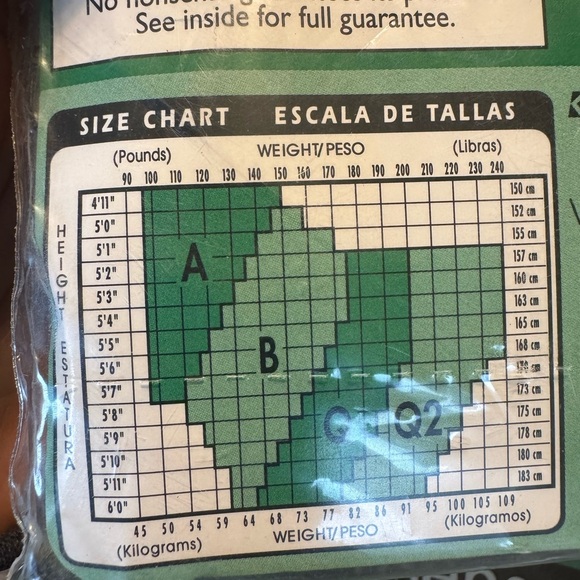 See inside for full guarantee.
SIZE CHART ESCALA DE TALLAS
(Pounds) WEIGHT/PESO (Libras)
90 100 110 120 130 140 150 160 170 180 190 200 210 220 230 240
HEIGHT ESTATURA
4'11" 150 cm
5'0" 152 cm
5'1" 155 cm
5'2" 157 cm
5'3" 160 cm
5'4" 163 cm
5'5" 165 cm
5'6" 168 cm
5'7" 170 cm
5'8" 173 cm
5'9" 175 cm
5'10" 178 cm
5'11" 180 cm
6'0" 183 cm
A
B
Q Q2
45 50 54 59 64 68 73 77 82 86 91 95 100 105 109
(Kilograms) WEIGHT/PESO (Kilogramos)